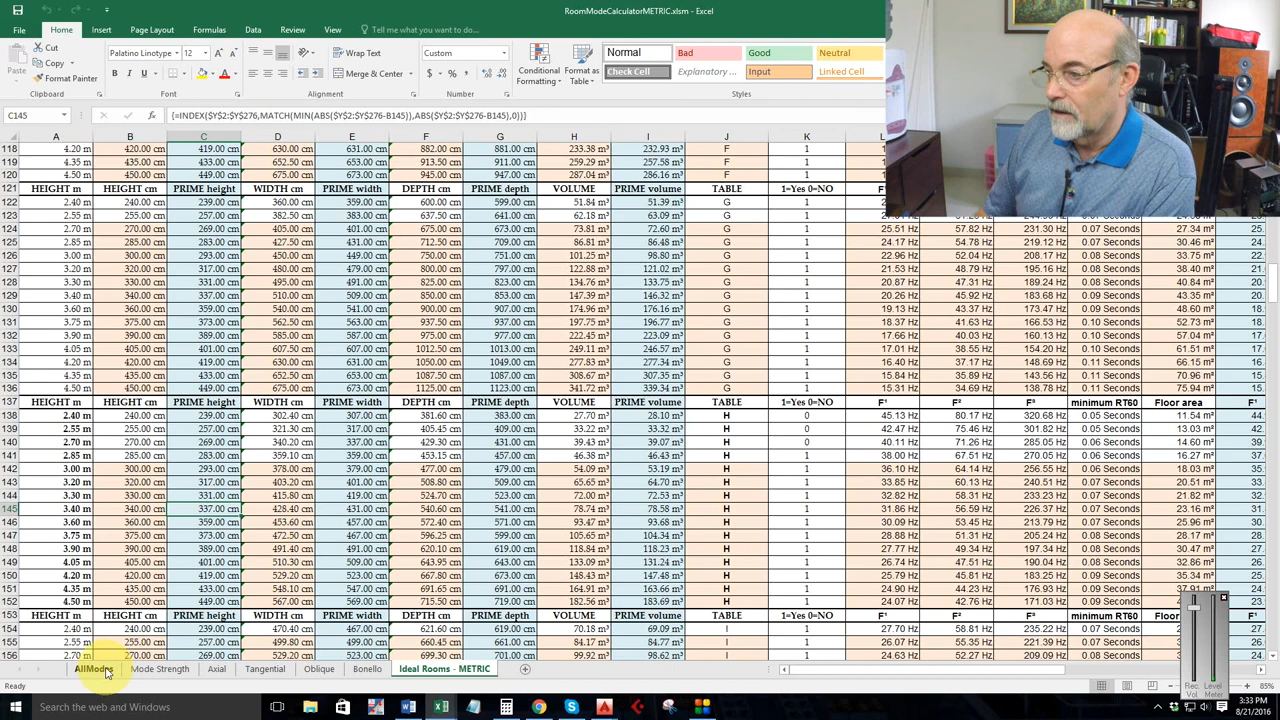 RoomModeCalculatorMETRIC.xlsm - Excel
File Home Insert Page Layout Formulas Data Review View Tell me what you want to do...
Cut Palatino Linotype 12 Wrap Text Custom Normal Bad Good Neutral
Copy
Paste Format Painter Merge & Center Conditional Formatting Format as Table Check Cell Explanatory ... Input Linked Cell
Clipboard Font Alignment Number Styles
C145 {=INDEX($Y$2:$Y$276,MATCH(MIN(ABS($Y$2:$Y$276-B145)),ABS($Y$2:$Y$276-B145),0))}
A B C D E F G H I J K L
118 4.20 m 420.00 cm 419.00 cm 630.00 cm 631.00 cm 882.00 cm 881.00 cm 233.38 m³ 232.93 m³ F 1
119 4.35 m 435.00 cm 433.00 cm 652.50 cm 653.00 cm 913.50 cm 911.00 cm 259.29 m³ 257.58 m³ F 1
120 4.50 m 450.00 cm 449.00 cm 675.00 cm 673.00 cm 945.00 cm 947.00 cm 287.04 m³ 286.16 m³ F 1
121 HEIGHT m HEIGHT cm PRIME height WIDTH cm PRIME width DEPTH cm PRIME depth VOLUME PRIME volume TABLE 1=Yes 0=NO
122 2.40 m 240.00 cm 239.00 cm 360.00 cm 359.00 cm 600.00 cm 599.00 cm 51.84 m³ 51.39 m³ G 1
123 2.55 m 255.00 cm 257.00 cm 382.50 cm 383.00 cm 637.50 cm 641.00 cm 62.18 m³ 63.09 m³ G 1
124 2.70 m 270.00 cm 269.00 cm 405.00 cm 401.00 cm 675.00 cm 673.00 cm 73.81 m³ 72.60 m³ G 1 25.51 Hz 57.82 Hz 231.30 Hz 0.07 Seconds 27.34 m² 25.
125 2.85 m 285.00 cm 283.00 cm 427.50 cm 431.00 cm 712.50 cm 709.00 cm 86.81 m³ 86.48 m³ G 1 24.17 Hz 54.78 Hz 219.12 Hz 0.07 Seconds 30.46 m² 24.
126 3.00 m 300.00 cm 293.00 cm 450.00 cm 449.00 cm 750.00 cm 751.00 cm 101.25 m³ 98.80 m³ G 1 22.96 Hz 52.04 Hz 208.17 Hz 0.07 Seconds 33.75 m² 22.
127 3.20 m 320.00 cm 317.00 cm 480.00 cm 479.00 cm 800.00 cm 797.00 cm 122.88 m³ 121.02 m³ G 1 21.53 Hz 48.79 Hz 195.16 Hz 0.08 Seconds 38.40 m² 21.
128 3.30 m 330.00 cm 331.00 cm 495.00 cm 491.00 cm 825.00 cm 823.00 cm 134.76 m³ 133.75 m³ G 1 20.87 Hz 47.31 Hz 189.24 Hz 0.08 Seconds 40.84 m² 20.
129 3.40 m 340.00 cm 337.00 cm 510.00 cm 509.00 cm 850.00 cm 853.00 cm 147.39 m³ 146.32 m³ G 1 20.26 Hz 45.92 Hz 183.68 Hz 0.09 Seconds 43.35 m² 20.
130 3.60 m 360.00 cm 359.00 cm 540.00 cm 541.00 cm 900.00 cm 907.00 cm 174.96 m³ 176.16 m³ G 1 19.13 Hz 43.37 Hz 173.47 Hz 0.09 Seconds 48.60 m² 18.
131 3.75 m 375.00 cm 373.00 cm 562.50 cm 563.00 cm 937.50 cm 937.00 cm 197.75 m³ 196.77 m³ G 1 18.37 Hz 41.63 Hz 166.53 Hz 0.09 Seconds 52.73 m² 18.
132 3.90 m 390.00 cm 389.00 cm 585.00 cm 587.00 cm 975.00 cm 977.00 cm 222.45 m³ 223.09 m³ G 1 17.66 Hz 40.03 Hz 160.13 Hz 0.10 Seconds 57.04 m² 17.
133 4.05 m 405.00 cm 401.00 cm 607.50 cm 607.00 cm 1012.50 cm 1013.00 cm 249.11 m³ 246.57 m³ G 1 17.01 Hz 38.55 Hz 154.20 Hz 0.10 Seconds 61.51 m² 17.
134 4.20 m 420.00 cm 419.00 cm 630.00 cm 631.00 cm 1050.00 cm 1049.00 cm 277.83 m³ 277.35 m³ G 1 16.40 Hz 37.17 Hz 148.69 Hz 0.10 Seconds 66.15 m² 16.
135 4.35 m 435.00 cm 433.00 cm 652.50 cm 653.00 cm 1087.50 cm 1087.00 cm 308.67 m³ 307.35 m³ G 1 15.84 Hz 35.89 Hz 143.56 Hz 0.11 Seconds 70.96 m² 15.
136 4.50 m 450.00 cm 449.00 cm 675.00 cm 673.00 cm 1125.00 cm 1123.00 cm 341.72 m³ 339.34 m³ G 1 15.31 Hz 34.69 Hz 138.78 Hz 0.11 Seconds 75.94 m² 15.
137 HEIGHT m HEIGHT cm PRIME height WIDTH cm PRIME width DEPTH cm PRIME depth VOLUME PRIME volume TABLE 1=Yes 0=NO F¹ F² F³ minimum RT60 Floor area F¹
138 2.40 m 240.00 cm 239.00 cm 302.40 cm 307.00 cm 381.60 cm 383.00 cm 27.70 m³ 28.10 m³ H 0 45.13 Hz 80.17 Hz 320.68 Hz 0.05 Seconds 11.54 m² 44.
139 2.55 m 255.00 cm 257.00 cm 321.30 cm 317.00 cm 405.45 cm 409.00 cm 33.22 m³ 33.32 m³ H 0 42.47 Hz 75.46 Hz 301.82 Hz 0.05 Seconds 13.03 m² 42.
140 2.70 m 270.00 cm 269.00 cm 340.20 cm 337.00 cm 429.30 cm 431.00 cm 39.43 m³ 39.07 m³ H 0 40.11 Hz 71.26 Hz 285.05 Hz 0.06 Seconds 14.60 m² 39.
141 2.85 m 285.00 cm 283.00 cm 359.10 cm 359.00 cm 453.15 cm 457.00 cm 46.38 m³ 46.43 m³ H 1 38.00 Hz 67.51 Hz 270.05 Hz 0.06 Seconds 16.27 m² 37.
142 3.00 m 300.00 cm 293.00 cm 378.00 cm 379.00 cm 477.00 cm 479.00 cm 54.09 m³ 53.19 m³ H 1 36.10 Hz 64.14 Hz 256.55 Hz 0.06 Seconds 18.03 m² 35.
143 3.20 m 320.00 cm 317.00 cm 403.20 cm 401.00 cm 508.80 cm 509.00 cm 65.65 m³ 64.70 m³ H 1 33.84 Hz 60.13 Hz 240.51 Hz 0.07 Seconds 20.51 m² 33.
144 3.30 m 330.00 cm 331.00 cm 415.80 cm 419.00 cm 524.70 cm 523.00 cm 72.00 m³ 72.53 m³ H 1 32.82 Hz 58.31 Hz 233.23 Hz 0.07 Seconds 21.82 m² 32.
145 3.40 m 340.00 cm 337.00 cm 428.40 cm 431.00 cm 540.60 cm 541.00 cm 78.74 m³ 78.58 m³ H 1 31.86 Hz 56.59 Hz 226.37 Hz 0.07 Seconds 23.16 m² 31.
146 3.60 m 360.00 cm 359.00 cm 453.60 cm 457.00 cm 572.40 cm 571.00 cm 93.47 m³ 93.68 m³ H 1 30.09 Hz 53.45 Hz 213.79 Hz 0.07 Seconds 25.96 m² 30.
147 3.75 m 375.00 cm 373.00 cm 472.50 cm 467.00 cm 596.25 cm 599.00 cm 105.65 m³ 104.34 m³ H 1 28.88 Hz 51.31 Hz 205.24 Hz 0.08 Seconds 28.17 m² 28.
148 3.90 m 390.00 cm 389.00 cm 491.40 cm 491.00 cm 620.10 cm 619.00 cm 118.84 m³ 118.23 m³ H 1 27.77 Hz 49.34 Hz 197.34 Hz 0.08 Seconds 30.47 m² 27.
149 4.05 m 405.00 cm 401.00 cm 510.30 cm 509.00 cm 643.95 cm 643.00 cm 133.09 m³ 131.24 m³ H 1 26.74 Hz 47.51 Hz 190.04 Hz 0.08 Seconds 32.86 m² 26.
150 4.20 m 420.00 cm 419.00 cm 529.20 cm 523.00 cm 667.80 cm 673.00 cm 148.43 m³ 147.48 m³ H 1 25.79 Hz 45.81 Hz 183.25 Hz 0.08 Seconds 35.34 m² 25.
151 4.35 m 435.00 cm 433.00 cm 548.10 cm 547.00 cm 691.65 cm 691.00 cm 164.91 m³ 163.66 m³ H 1 24.90 Hz 44.23 Hz 176.93 Hz 0.09 Seconds 37.91 m²
152 4.50 m 450.00 cm 449.00 cm 567.00 cm 569.00 cm 715.50 cm 719.00 cm 182.56 m³ 183.69 m³ H 1 24.07 Hz 42.76 Hz 171.03 Hz 0.09 Seconds
153 HEIGHT m HEIGHT cm PRIME height WIDTH cm PRIME width DEPTH cm PRIME depth VOLUME PRIME volume TABLE 1=Yes 0=NO F¹ F² F³ minimum RT60
154 2.40 m 240.00 cm 239.00 cm 470.40 cm 467.00 cm 621.60 cm 619.00 cm 70.18 m³ 69.09 m³ I 1 27.70 Hz 58.81 Hz 235.22 Hz 0.07 Seconds
155 2.55 m 255.00 cm 257.00 cm 499.80 cm 499.00 cm 660.45 cm 661.00 cm 84.17 m³ 84.77 m³ I 1 26.07 Hz 55.35 Hz 221.39 Hz 0.07 Seconds
156 2.70 m 270.00 cm 269.00 cm 529.20 cm 523.00 cm 699.30 cm 701.00 cm 99.92 m³ 98.62 m³ I 1 24.63 Hz 52.27 Hz 209.09 Hz 0.07 Seconds
AllModes Mode Strength Axial Tangential Oblique Bonello Ideal Rooms - METRIC
Ready 85%
Rec. Vol Level Meter
Search the web and Windows 3:33 PM
8/21/2016